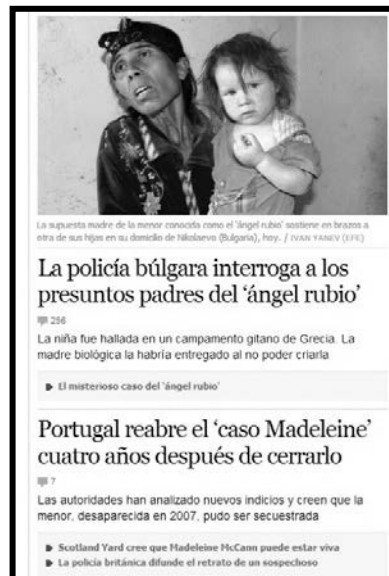 La supuesta madre de la menor conocida como el 'ángel rubio' sostiene en brazos a
otra de sus hijas en su domicilio de Nikolaevo (Bulgaria), hoy. / IVAN YANEV (EFE)
La policía búlgara interroga a los
presuntos padres del 'ángel rubio'
256
La niña fue hallada en un campamento gitano de Grecia. La
madre biológica la habría entregado al no poder criarla
El misterioso caso del 'ángel rubio'
Portugal reabre el 'caso Madeleine'
cuatro años después de cerrarlo
7
Las autoridades han analizado nuevos indicios y creen que la
menor, desaparecida en 2007, pudo ser secuestrada
Scotland Yard cree que Madeleine McCann puede estar viva
La policía británica difunde el retrato de un sospechoso